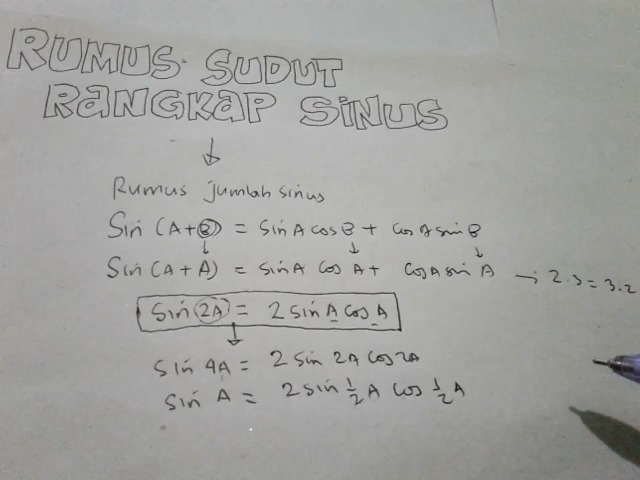 RUMUS SUDUT
RANGKAP SINUS
↓
Rumus jumlah sinus
Sin (A+B) = sin A cos B + cos A sin B
Sin (A+A) = sin A cos A + cos A sin A → 2.3 = 3.2
Sin 2A = 2 sin A cos A
sin 4A = 2 sin 2A cos 2A
sin A = 2 sin ½ A cos ½ A